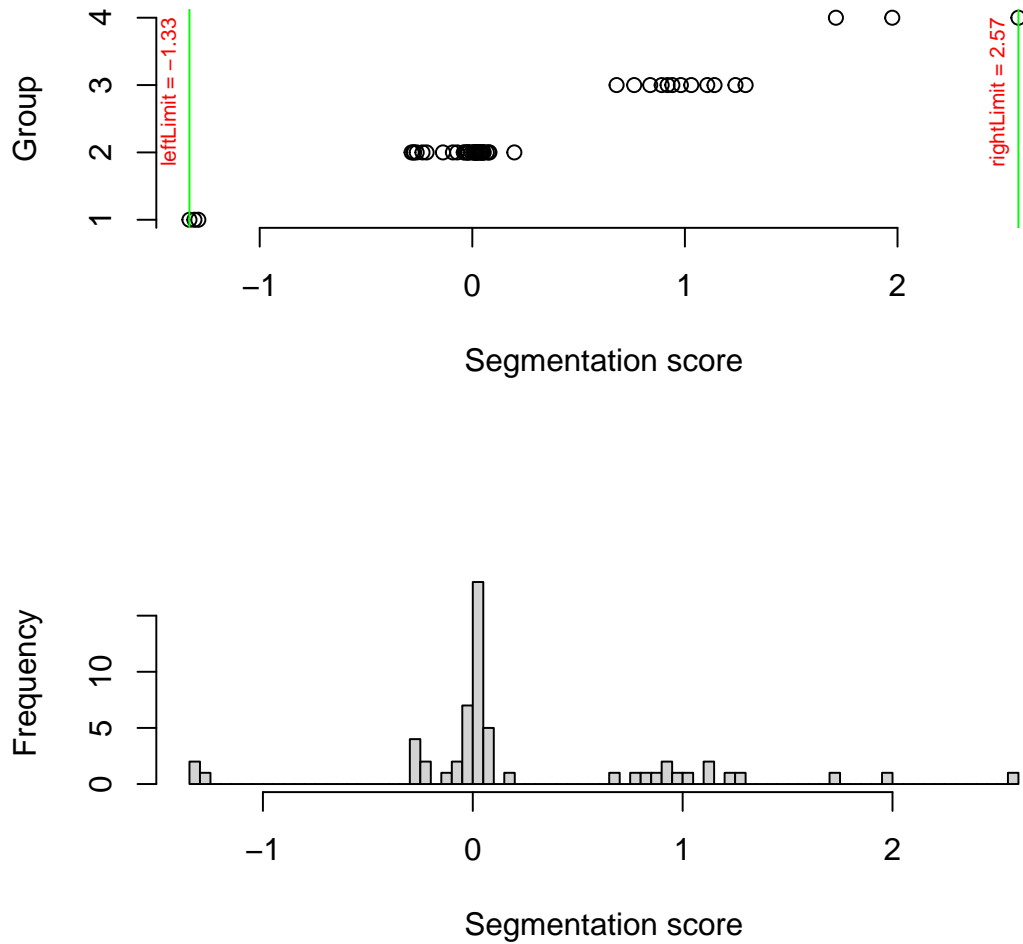 4
3
2
1
Group
leftLimit = −1.33
rightLimit = 2.57
−1
0
1
2
Segmentation score
10
5
0
Frequency
−1
0
1
2
Segmentation score